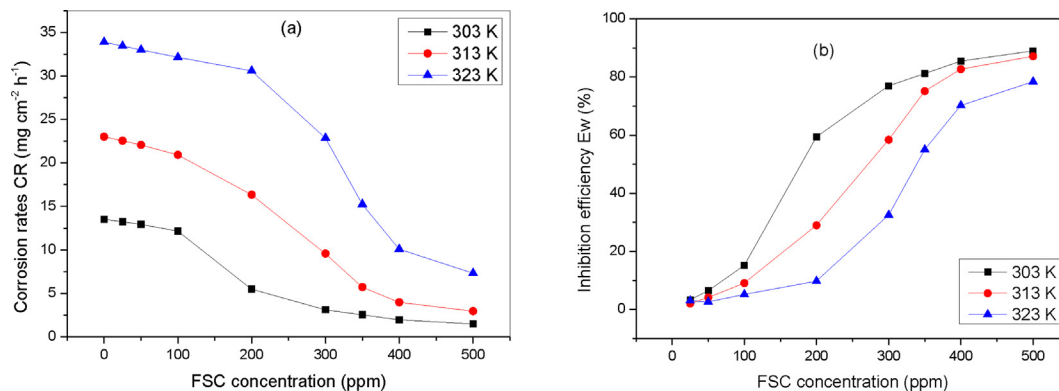 (a)
303 K
313 K
323 K
Corrosion rates CR (mg cm⁻² h⁻¹)
35
30
25
20
15
10
5
0
0 100 200 300 400 500
FSC concentration (ppm)
(b)
303 K
313 K
323 K
Inhibition efficiency Ew (%)
100
80
60
40
20
0
0 100 200 300 400 500
FSC concentration (ppm)